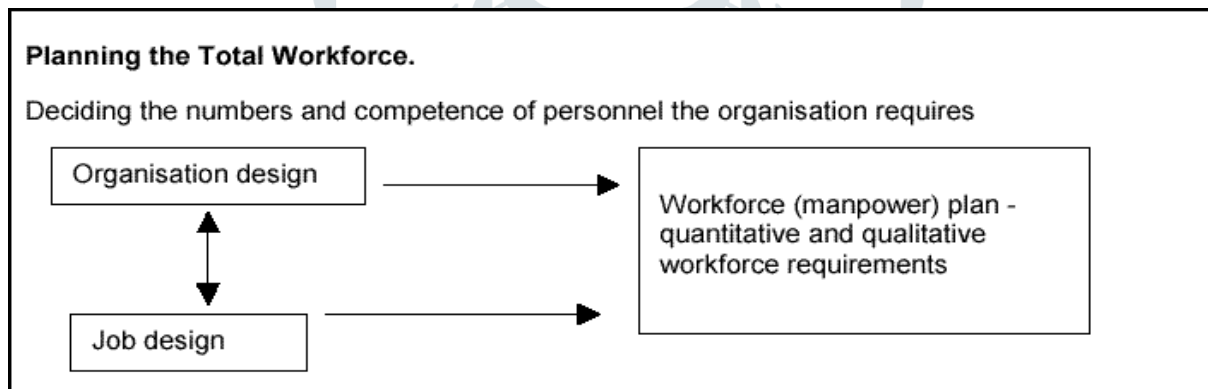 Planning the Total Workforce.
Deciding the numbers and competence of personnel the organisation requires
Organisation design
Workforce (manpower) plan -
quantitative and qualitative
workforce requirements
Job design